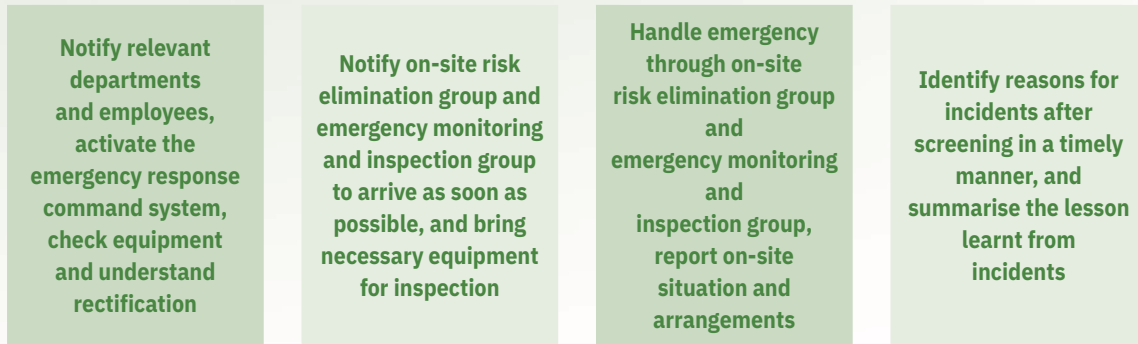 Notify relevant
departments
and employees,
activate the
emergency response
command system,
check equipment
and understand
rectification
Notify on-site risk
elimination group and
emergency monitoring
and inspection group
to arrive as soon as
possible, and bring
necessary equipment
for inspection
Handle emergency
through on-site
risk elimination group
and
emergency monitoring
and
inspection group,
report on-site
situation and
arrangements
Identify reasons for
incidents after
screening in a timely
manner, and
summarise the lesson
learnt from
incidents